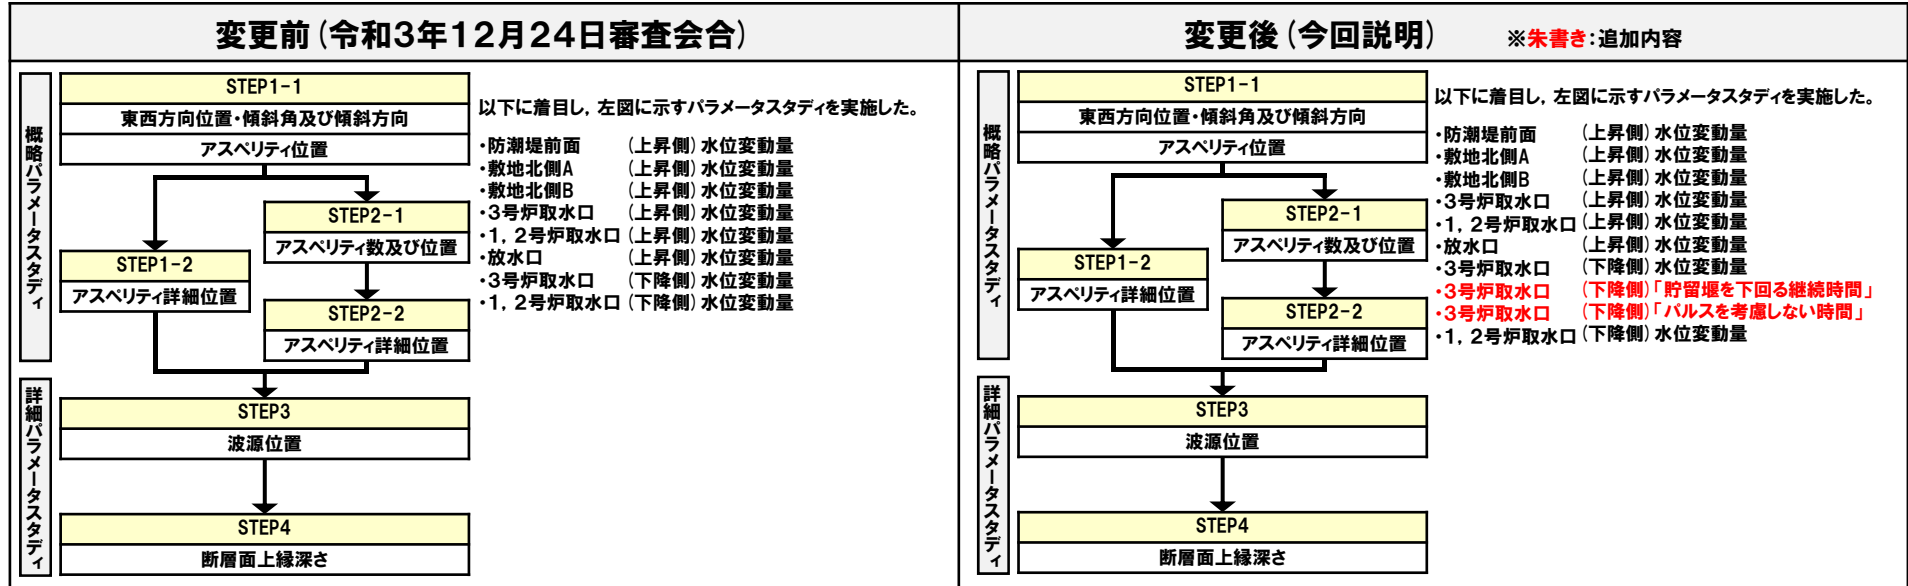 変更前(令和3年12月24日審査会合)
概略パラメータスタディ
STEP1-1
東西方向位置・傾斜角及び傾斜方向
アスペリティ位置
STEP2-1
アスペリティ数及び位置
STEP1-2
アスペリティ詳細位置
STEP2-2
アスペリティ詳細位置
詳細パラメータスタディ
STEP3
波源位置
STEP4
断層面上縁深さ
以下に着目し,左図に示すパラメータスタディを実施した。
・防潮堤前面 (上昇側)水位変動量
・敷地北側A (上昇側)水位変動量
・敷地北側B (上昇側)水位変動量
・3号炉取水口 (上昇側)水位変動量
・1,2号炉取水口(上昇側)水位変動量
・放水口 (上昇側)水位変動量
・3号炉取水口 (下降側)水位変動量
・1,2号炉取水口(下降側)水位変動量
変更後(今回説明) ※朱書き:追加内容
概略パラメータスタディ
STEP1-1
東西方向位置・傾斜角及び傾斜方向
アスペリティ位置
STEP2-1
アスペリティ数及び位置
STEP1-2
アスペリティ詳細位置
STEP2-2
アスペリティ詳細位置
詳細パラメータスタディ
STEP3
波源位置
STEP4
断層面上縁深さ
以下に着目し,左図に示すパラメータスタディを実施した。
・防潮堤前面 (上昇側)水位変動量
・敷地北側A (上昇側)水位変動量
・敷地北側B (上昇側)水位変動量
・3号炉取水口 (上昇側)水位変動量
・1,2号炉取水口(上昇側)水位変動量
・放水口 (上昇側)水位変動量
・3号炉取水口 (下降側)水位変動量
・3号炉取水口 (下降側)「貯留堰を下回る継続時間」
・3号炉取水口 (下降側)「パルスを考慮しない時間」
・1,2号炉取水口(下降側)水位変動量